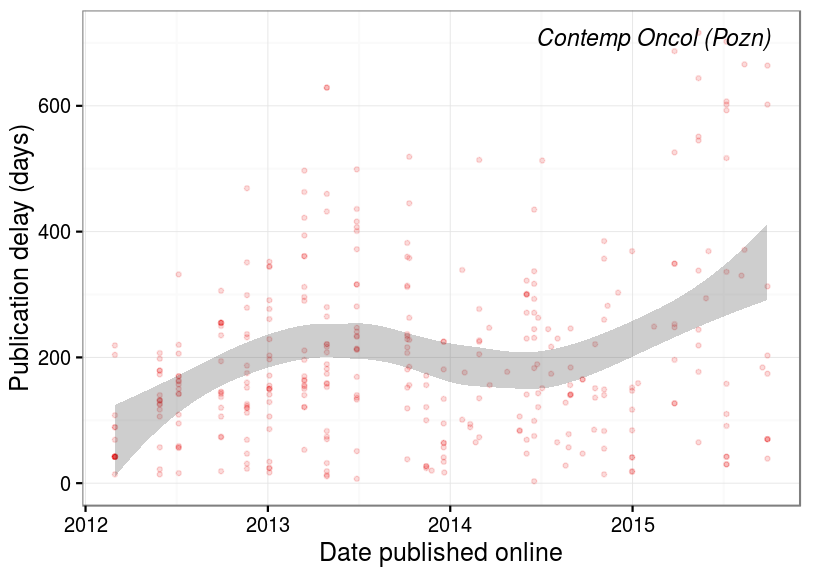 Contemp Oncol (Pozn)
Publication delay (days)
600
400
200
0
2012 2013 2014 2015
Date published online